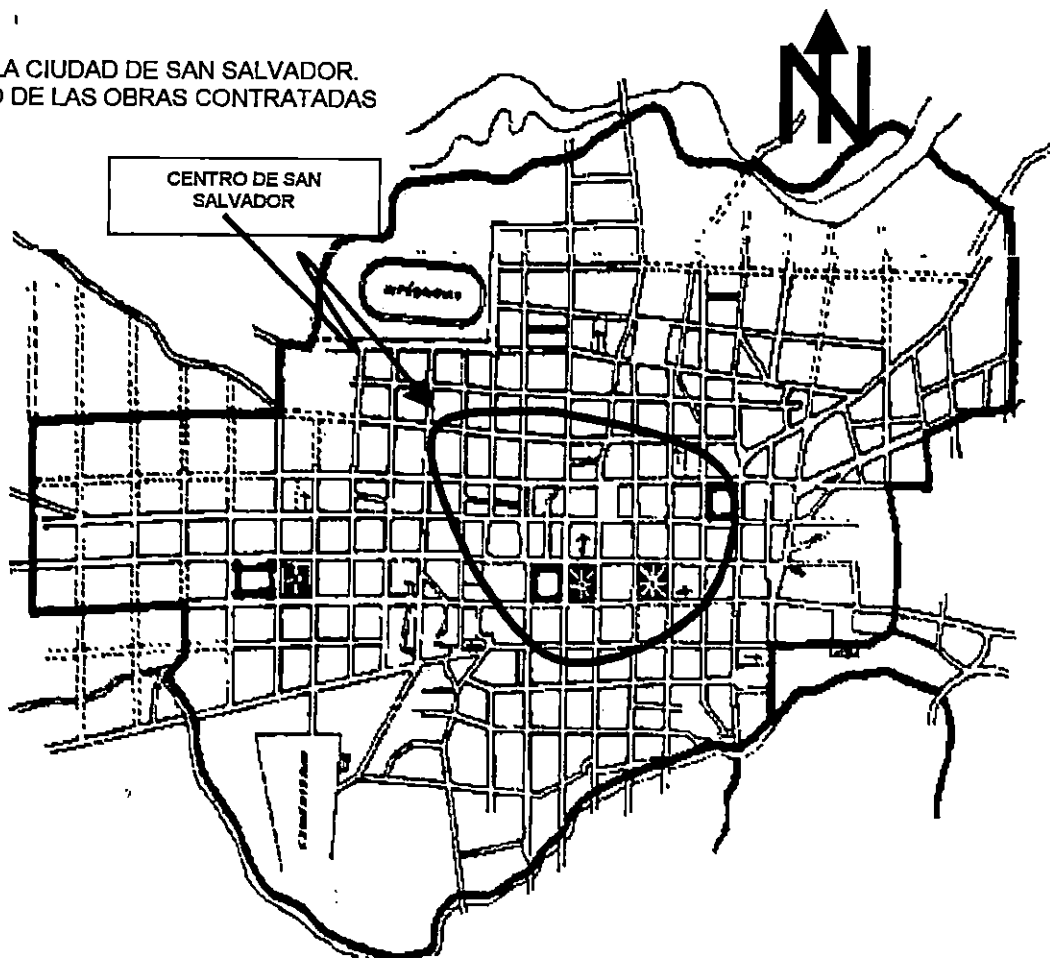 LA CIUDAD DE SAN SALVADOR.
O DE LAS OBRAS CONTRATADAS
CENTRO DE SAN
SALVADOR
N